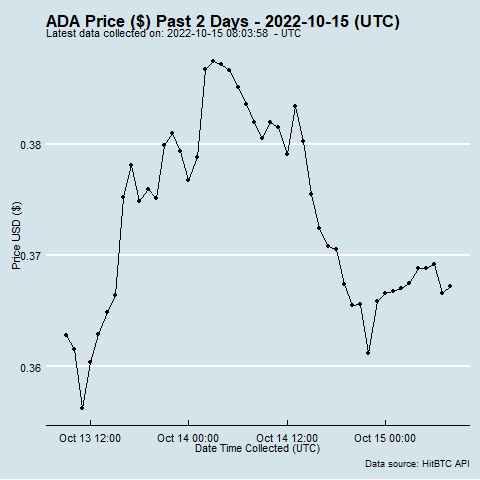 ADA Price ($) Past 2 Days - 2022-10-15 (UTC)
Latest data collected on: 2022-10-15 08:03:58 - UTC
0.38
0.37
0.36
Price USD ($)
Oct 13 12:00 Oct 14 00:00 Oct 14 12:00 Oct 15 00:00
Date Time Collected (UTC)
Data source: HitBTC API